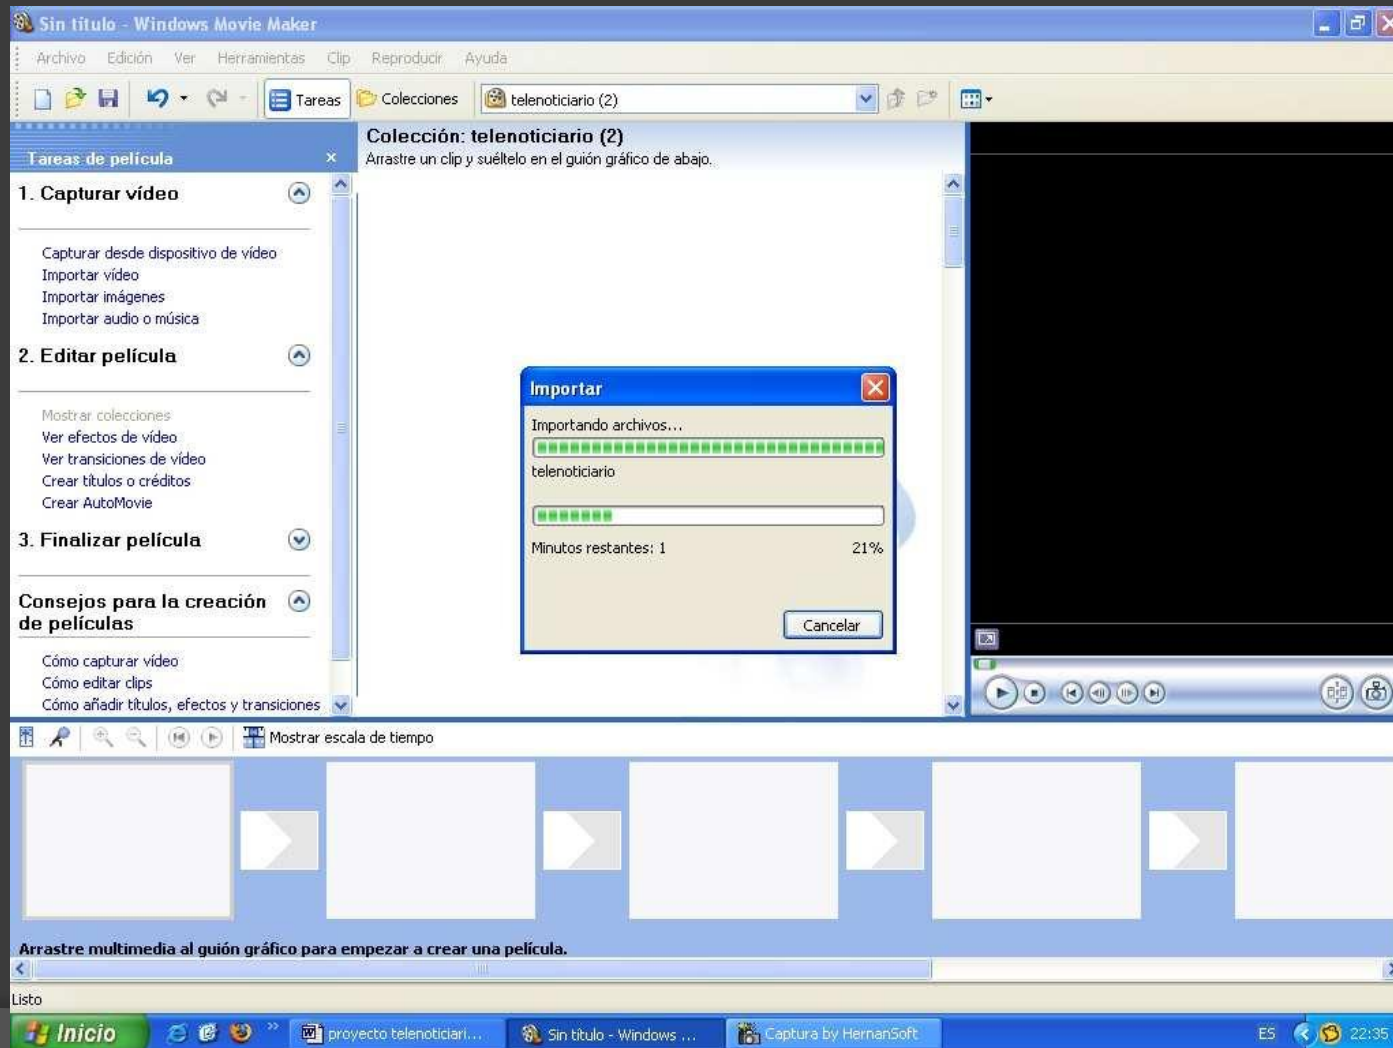 Sin título - Windows Movie Maker
Archivo Edición Ver Herramientas Clip Reproducir Ayuda
Tareas Colecciones telenoticiario (2)
Tareas de película
Colección: telenoticiario (2)
Arrastre un clip y suéltelo en el guión gráfico de abajo.
1. Capturar vídeo
Capturar desde dispositivo de vídeo
Importar vídeo
Importar imágenes
Importar audio o música
2. Editar película
Mostrar colecciones
Ver efectos de vídeo
Ver transiciones de vídeo
Crear títulos o créditos
Crear AutoMovie
3. Finalizar película
Consejos para la creación
de películas
Cómo capturar vídeo
Cómo editar clips
Cómo añadir títulos, efectos y transiciones
Importar
Importando archivos...
telenoticiario
Minutos restantes: 1 21%
Cancelar
Mostrar escala de tiempo
Arrastre multimedia al guión gráfico para empezar a crear una película.
Listo
Inicio » proyecto telenoticiari... Sin título - Windows ... Captura by HernanSoft ES 22:35